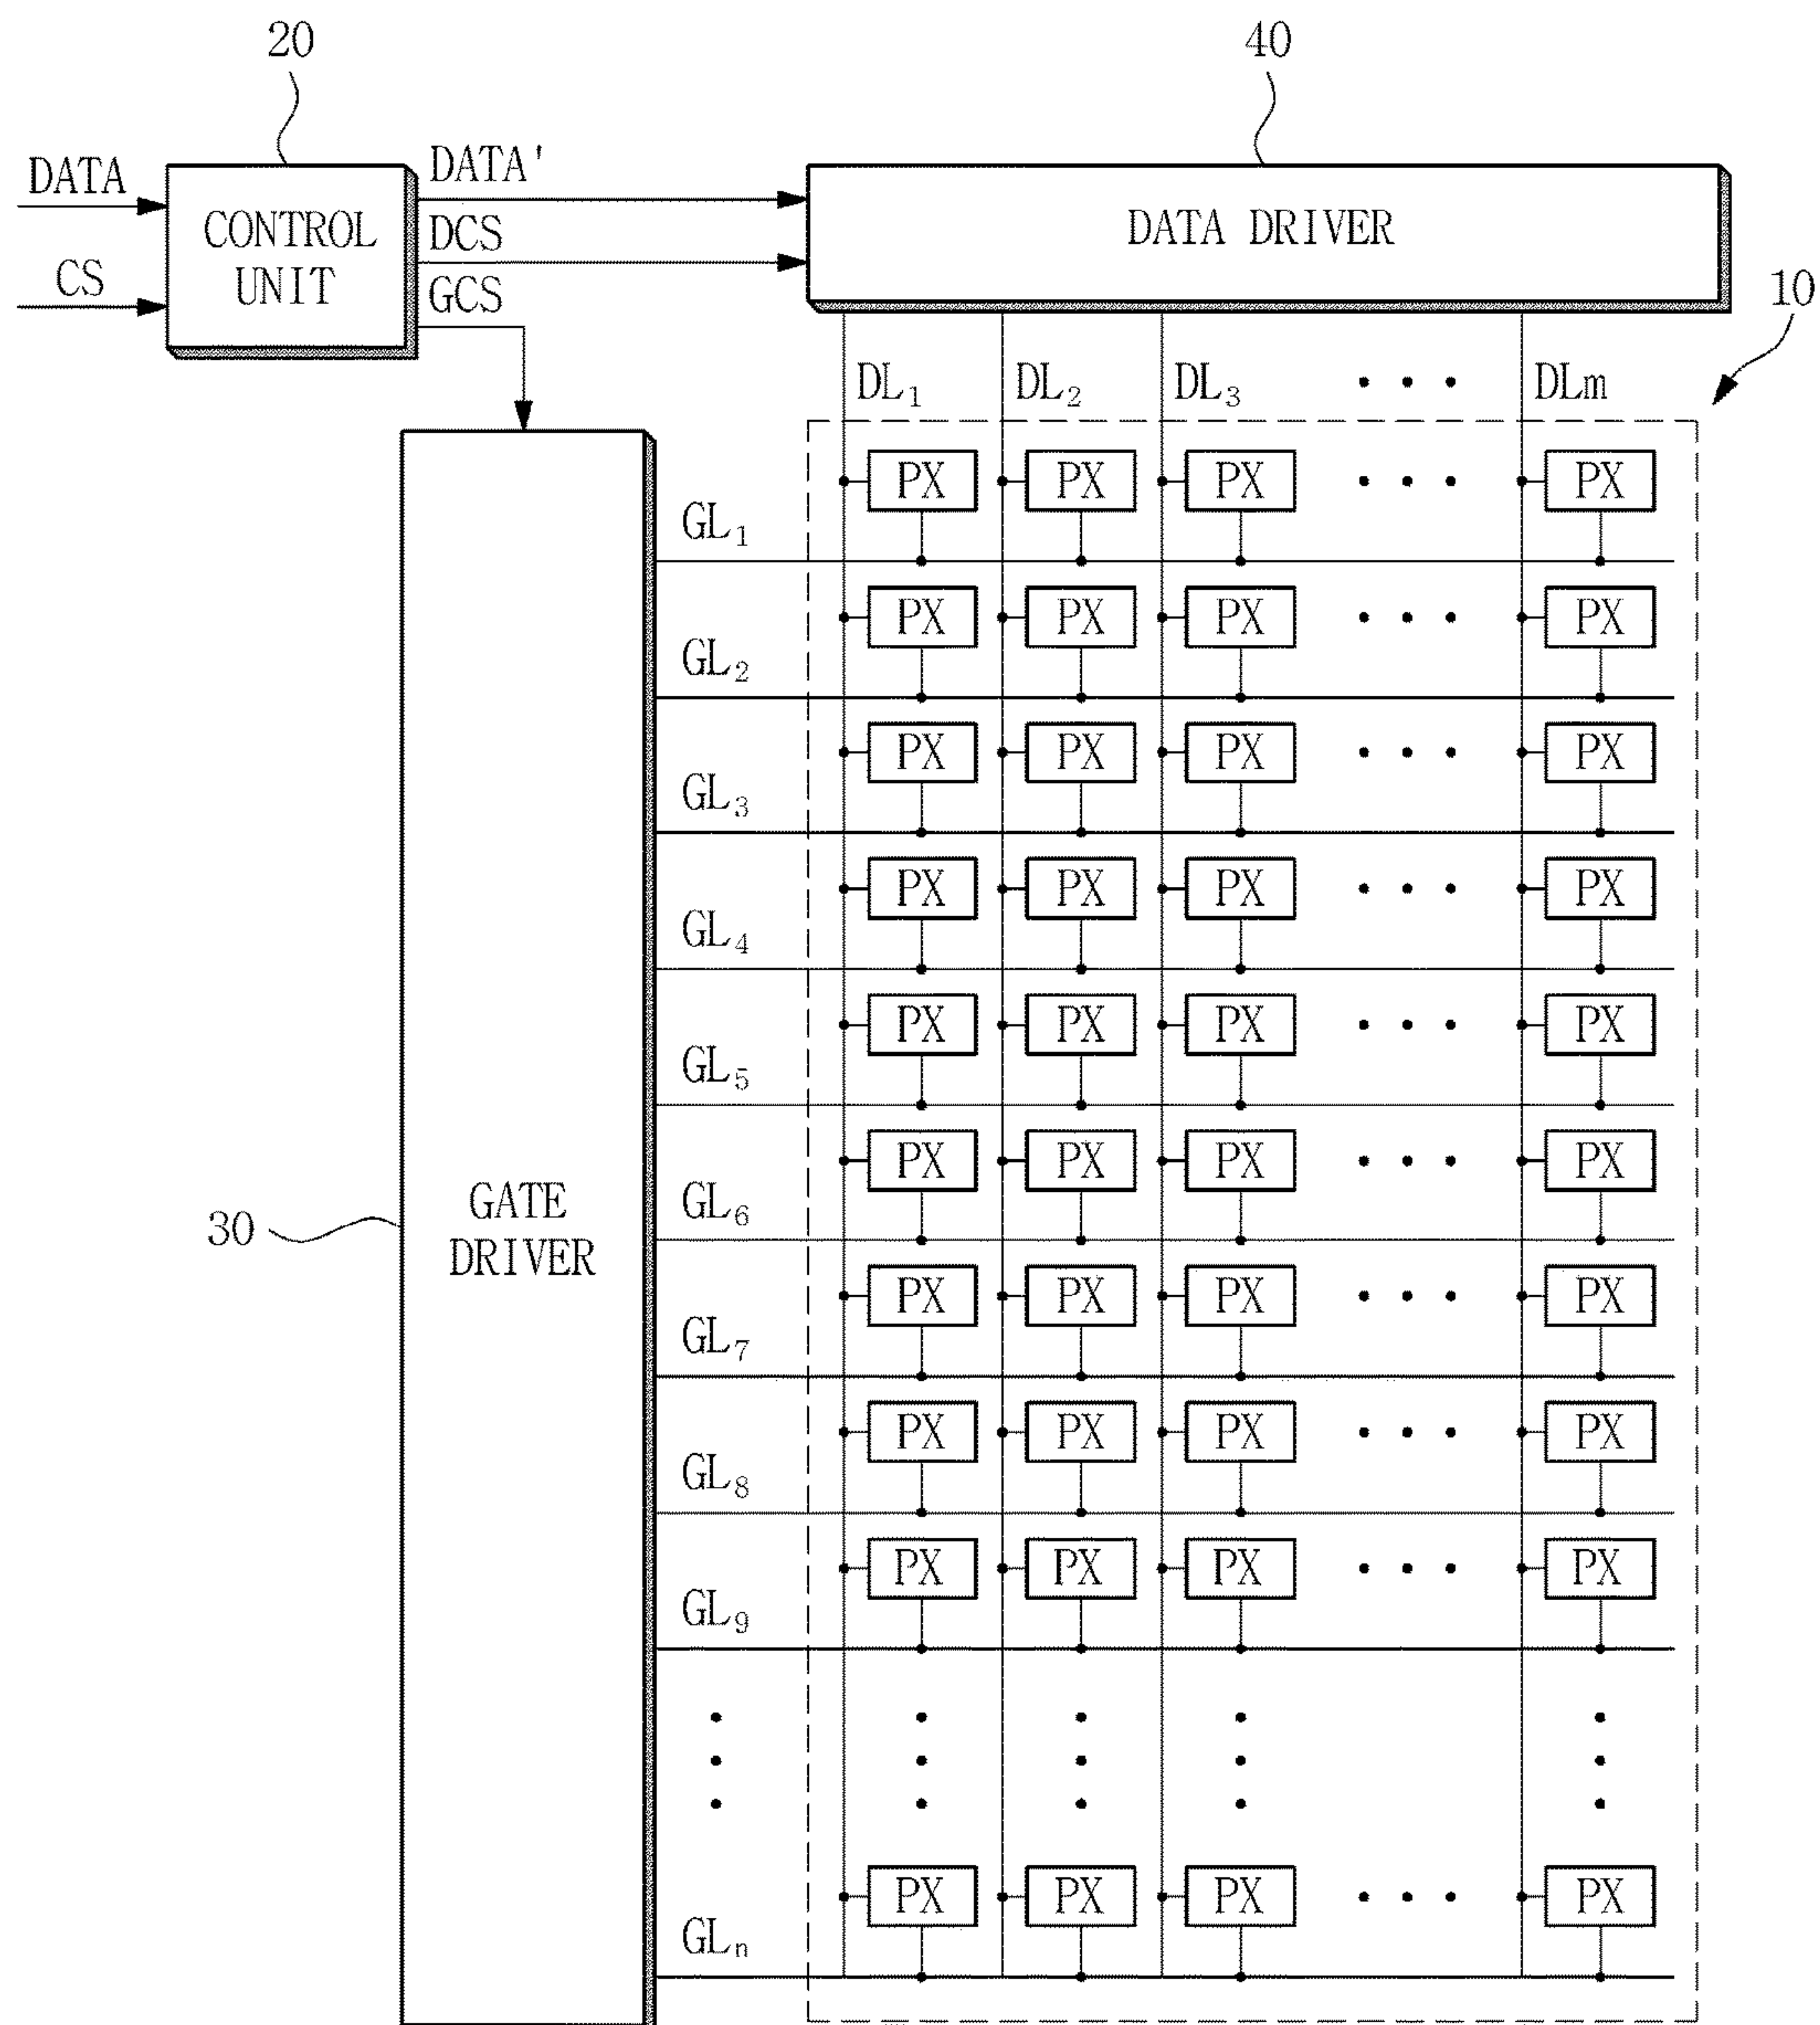 20
40
DATA
DATA'
CONTROL
UNIT
DCS
CS
GCS
DATA DRIVER
10
DL₁ DL₂ DL₃ • • • DLm
PX PX PX • • • PX
GL₁
PX PX PX • • • PX
GL₂
PX PX PX • • • PX
GL₃
PX PX PX • • • PX
GL₄
PX PX PX • • • PX
GL₅
PX PX PX • • • PX
GL₆
30
GATE
DRIVER
PX PX PX • • • PX
GL₇
PX PX PX • • • PX
GL₈
PX PX PX • • • PX
GL₉
PX PX PX • • • PX
GLₙ